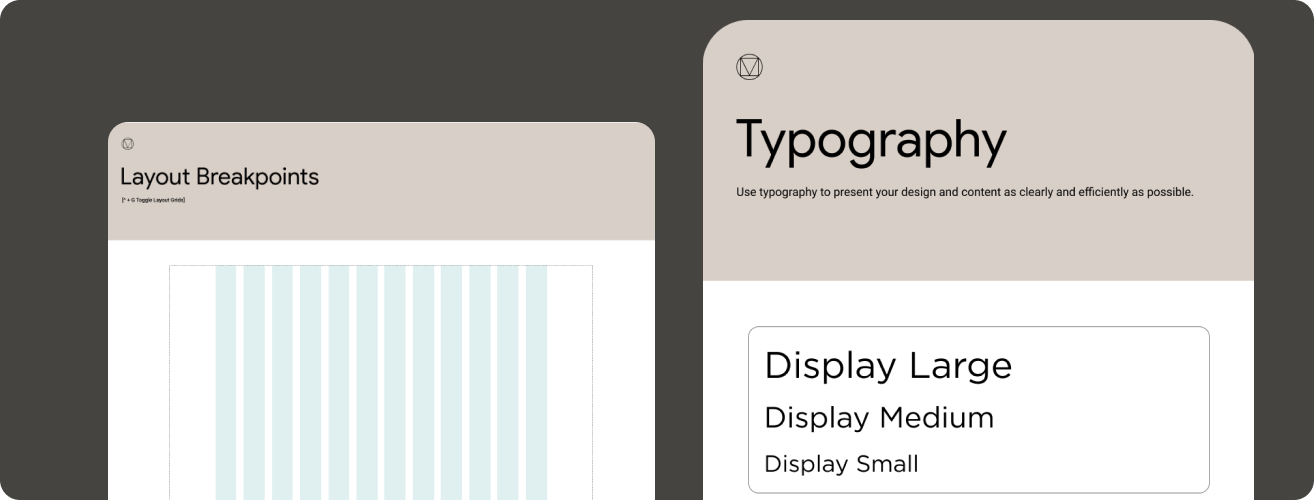 Layout Breakpoints
[^ + G Toggle Layout Grids]
Typography
Use typography to present your design and content as clearly and efficiently as possible.
Display Large
Display Medium
Display Small